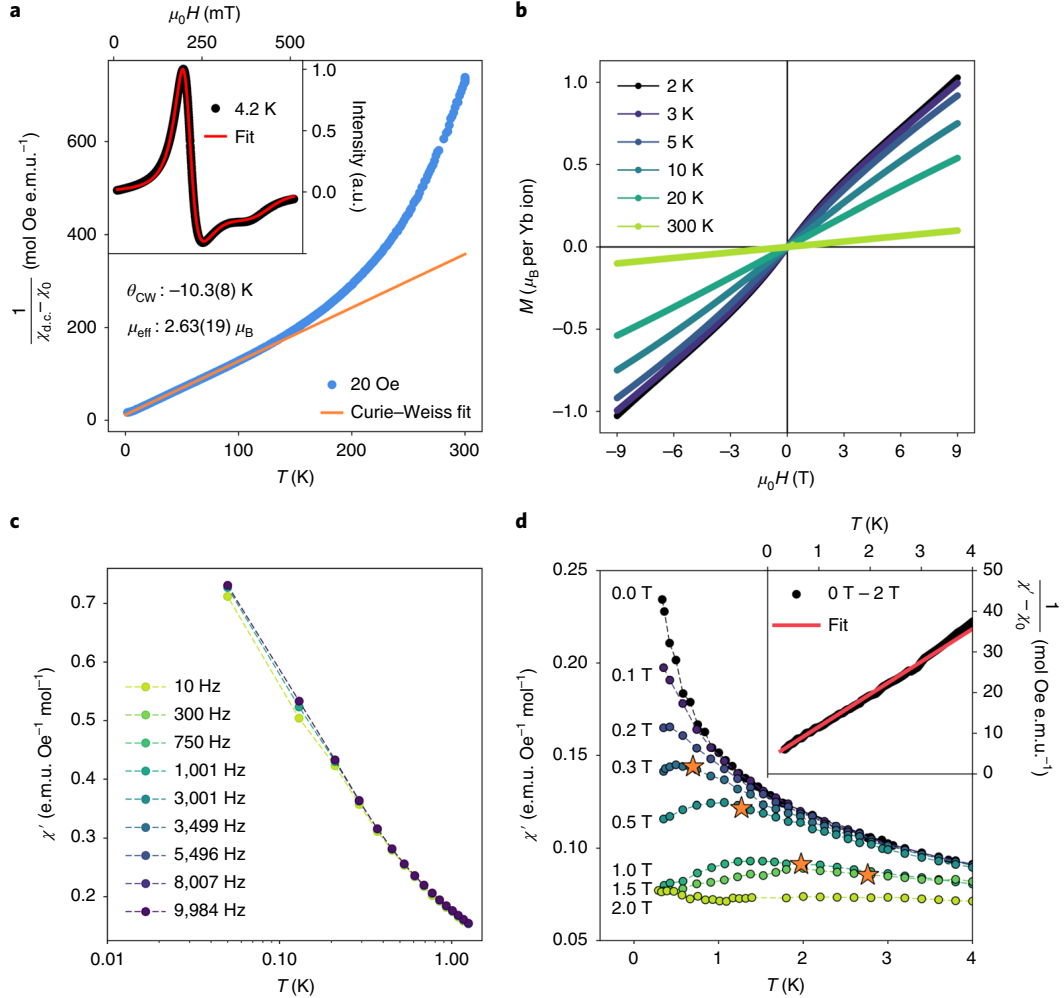 a
μ₀H (mT)
0 250 500
4.2 K
Fit
1.0
0.5
0.0
Intensity (a.u.)
1/(χd.c. − χ₀) (mol Oe e.m.u.⁻¹)
600
400
200
0
θCW : −10.3(8) K
μeff : 2.63(19) μB
20 Oe
Curie–Weiss fit
0 100 200 300
T (K)
b
M (μB per Yb ion)
1.0
0.5
0.0
−0.5
−1.0
2 K
3 K
5 K
10 K
20 K
300 K
−9 −6 −3 0 3 6 9
μ₀H (T)
c
χ′ (e.m.u. Oe⁻¹ mol⁻¹)
0.7
0.6
0.5
0.4
0.3
0.2
10 Hz
300 Hz
750 Hz
1,001 Hz
3,001 Hz
3,499 Hz
5,496 Hz
8,007 Hz
9,984 Hz
0.01 0.10 1.00
T (K)
d
T (K)
0 1 2 3 4
0 T – 2 T
Fit
50
40
30
20
10
0
1/(χ′ − χ₀) (mol Oe e.m.u.⁻¹)
χ′ (e.m.u. Oe⁻¹ mol⁻¹)
0.25
0.20
0.15
0.10
0.05
0.0 T
0.1 T
0.2 T
0.3 T
0.5 T
1.0 T
1.5 T
2.0 T
0 1 2 3 4
T (K)